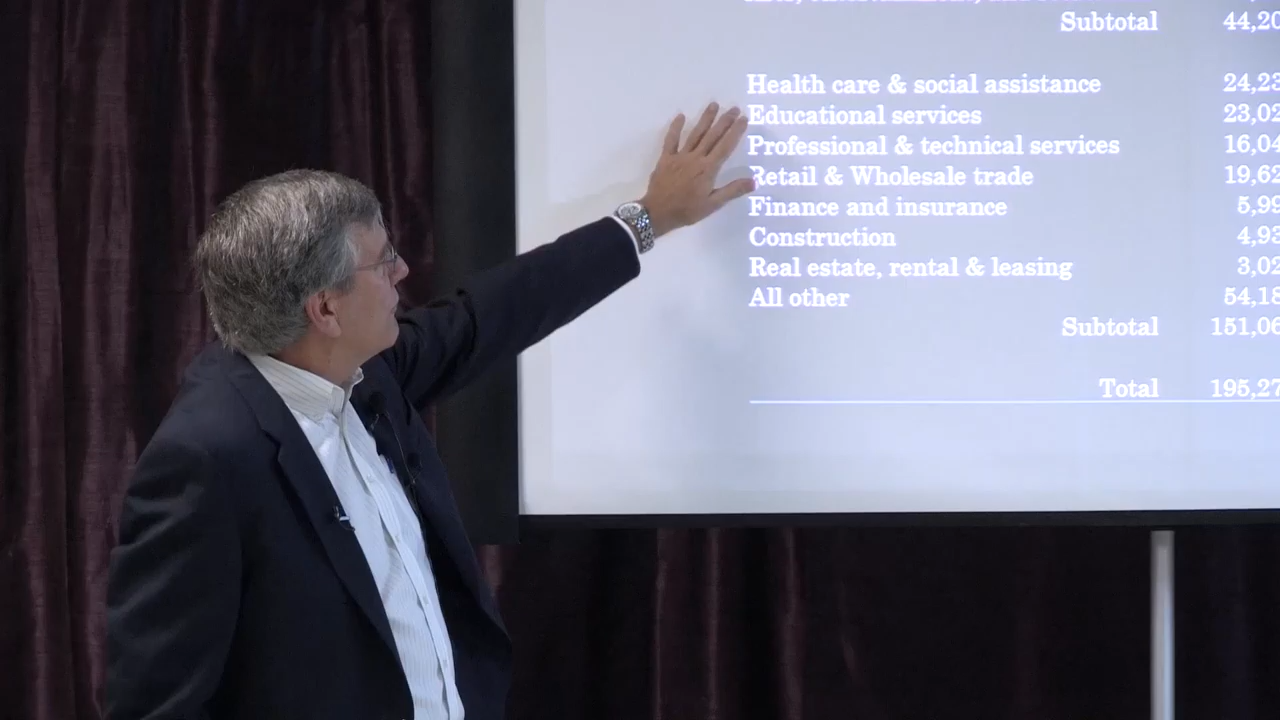 Subtotal 44,20
Health care & social assistance 24,23
Educational services 23,02
Professional & technical services 16,04
Retail & Wholesale trade 19,62
Finance and insurance 5,99
Construction 4,93
Real estate, rental & leasing 3,02
All other 54,18
Subtotal 151,06
Total 195,27